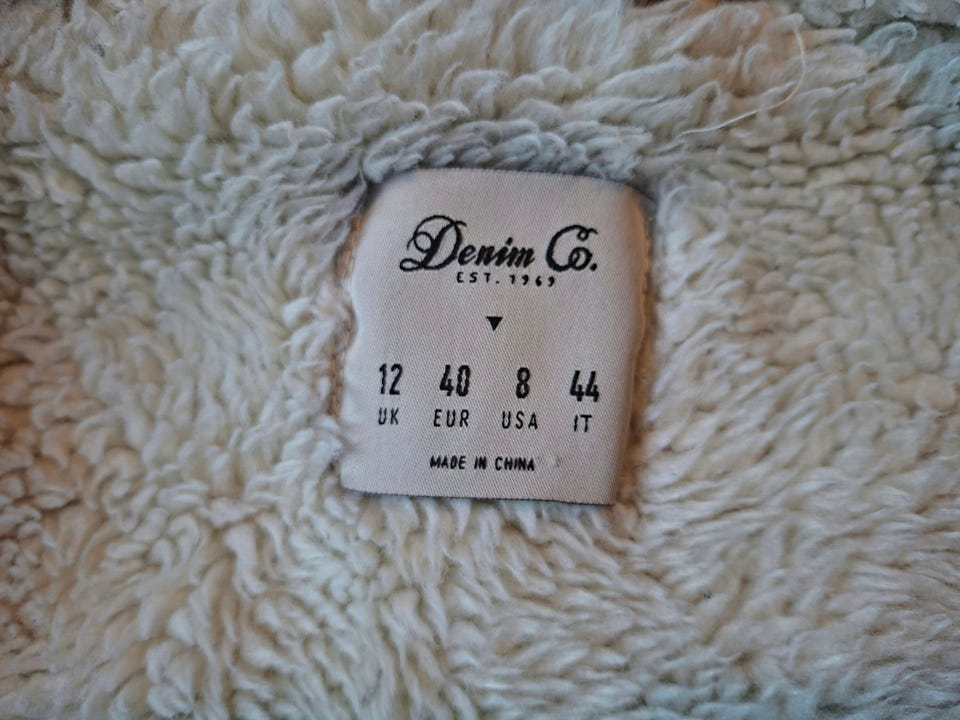 Denim Co.
EST. 1969
12 40 8 44
UK EUR USA IT
MADE IN CHINA